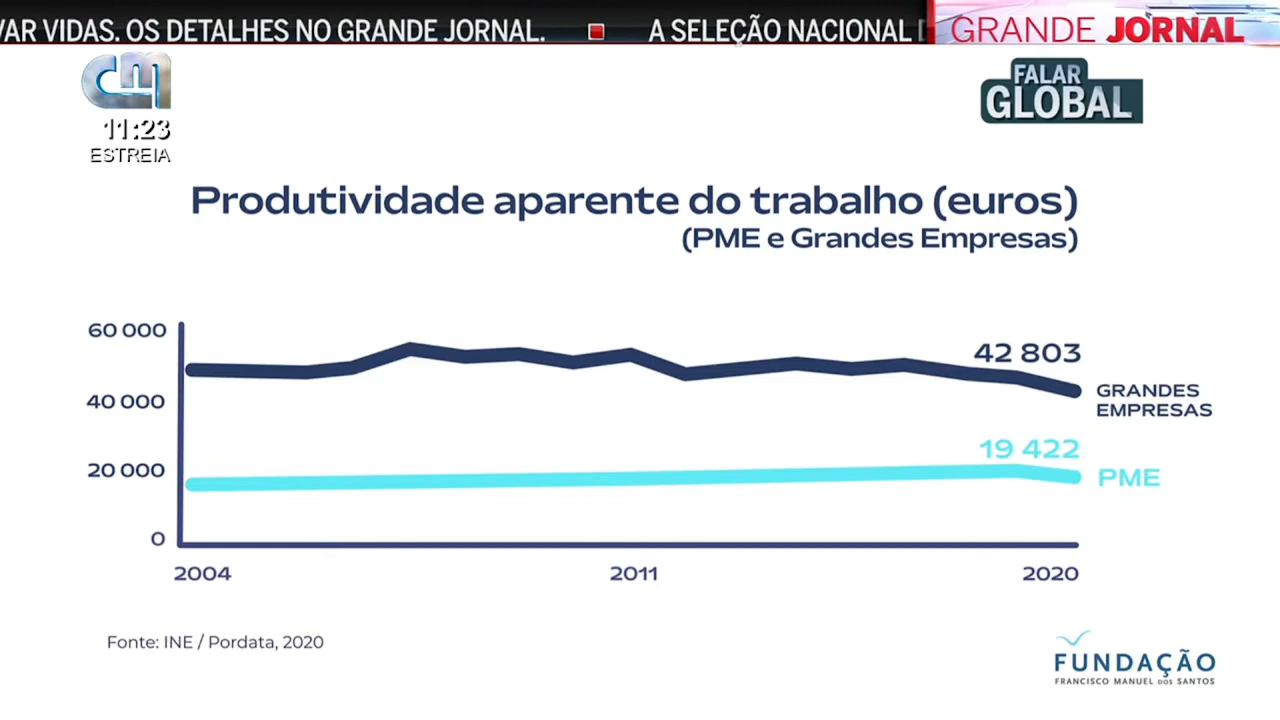 VAR VIDAS. OS DETALHES NO GRANDE JORNAL. A SELEÇÃO NACIONAL
GRANDE JORNAL
CM
11:23
ESTREIA
FALAR
GLOBAL
Produtividade aparente do trabalho (euros)
(PME e Grandes Empresas)
60 000
40 000
20 000
0
42 803
GRANDES
EMPRESAS
19 422
PME
2004 2011 2020
Fonte: INE / Pordata, 2020
FUNDAÇÃO
FRANCISCO MANUEL DOS SANTOS